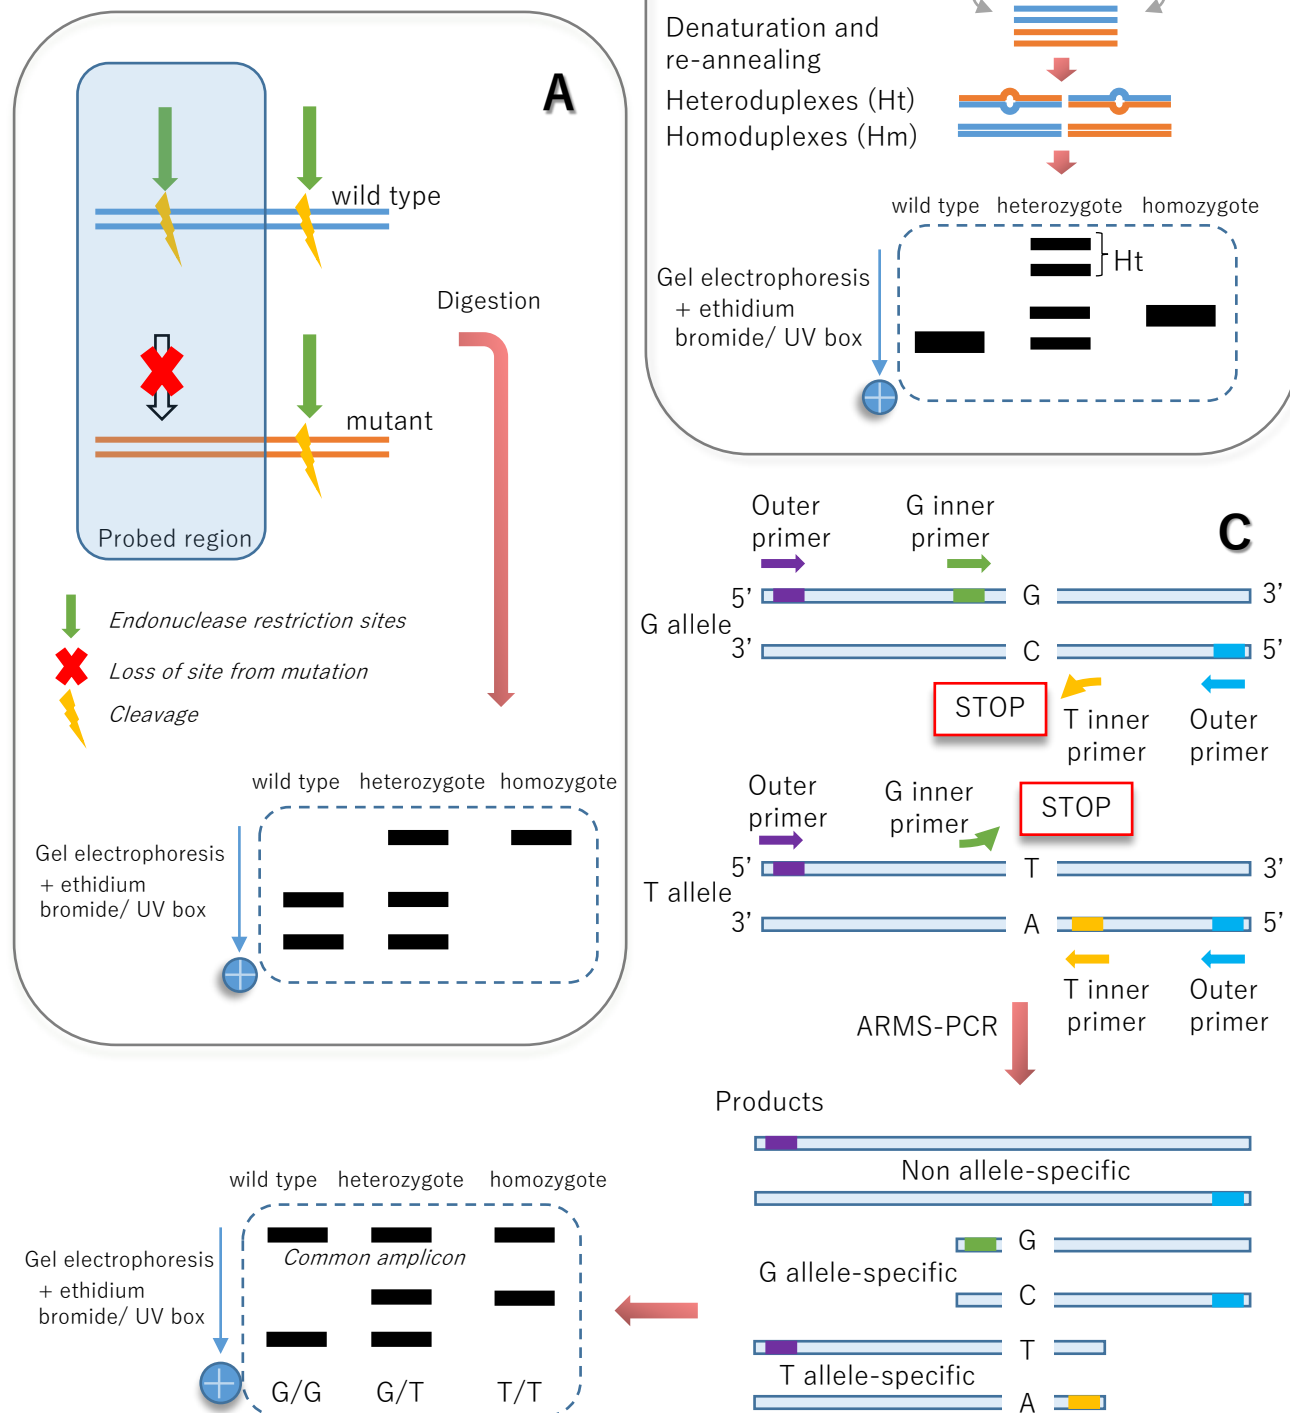 A
wild type
Digestion
mutant
Probed region
Endonuclease restriction sites
Loss of site from mutation
Cleavage
wild type heterozygote homozygote
Gel electrophoresis
+ ethidium
bromide/ UV box
Denaturation and
re-annealing
Heteroduplexes (Ht)
Homoduplexes (Hm)
wild type heterozygote homozygote
Ht
Gel electrophoresis
+ ethidium
bromide/ UV box
C
Outer
primer
G inner
primer
5’ G 3’
G allele
3’ C 5’
STOP
T inner
primer
Outer
primer
Outer
primer
G inner
primer
STOP
5’ T 3’
T allele
3’ A 5’
T inner
primer
Outer
primer
ARMS-PCR
Products
Non allele-specific
G
G allele-specific
C
T
T allele-specific
A
wild type heterozygote homozygote
Common amplicon
Gel electrophoresis
+ ethidium
bromide/ UV box
G/G G/T T/T